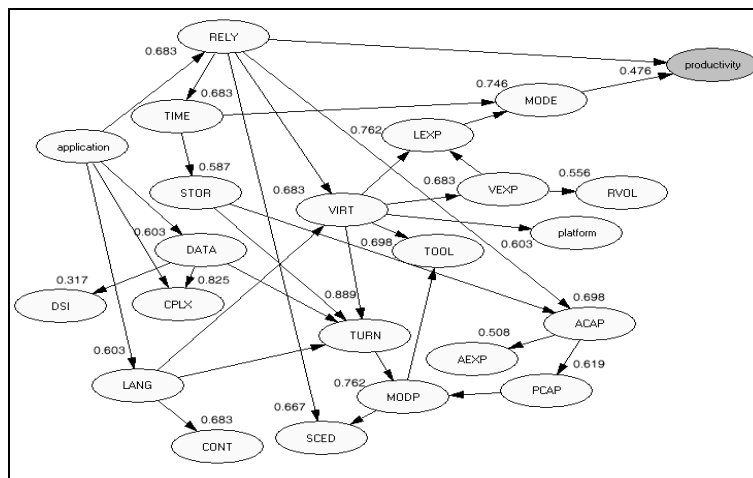 RELY
0.683
productivity
0.476
0.746
MODE
0.683
TIME
0.762
LEXP
application
0.587
STOR
0.683
VIRT
0.683
VEXP
0.556
RVOL
0.603
DATA
0.698
TOOL
0.603
platform
0.317
DSI
0.825
CPLX
0.889
TURN
0.698
ACAP
0.508
AEXP
0.619
PCAP
0.603
LANG
0.762
MODP
0.683
CONT
0.667
SCED